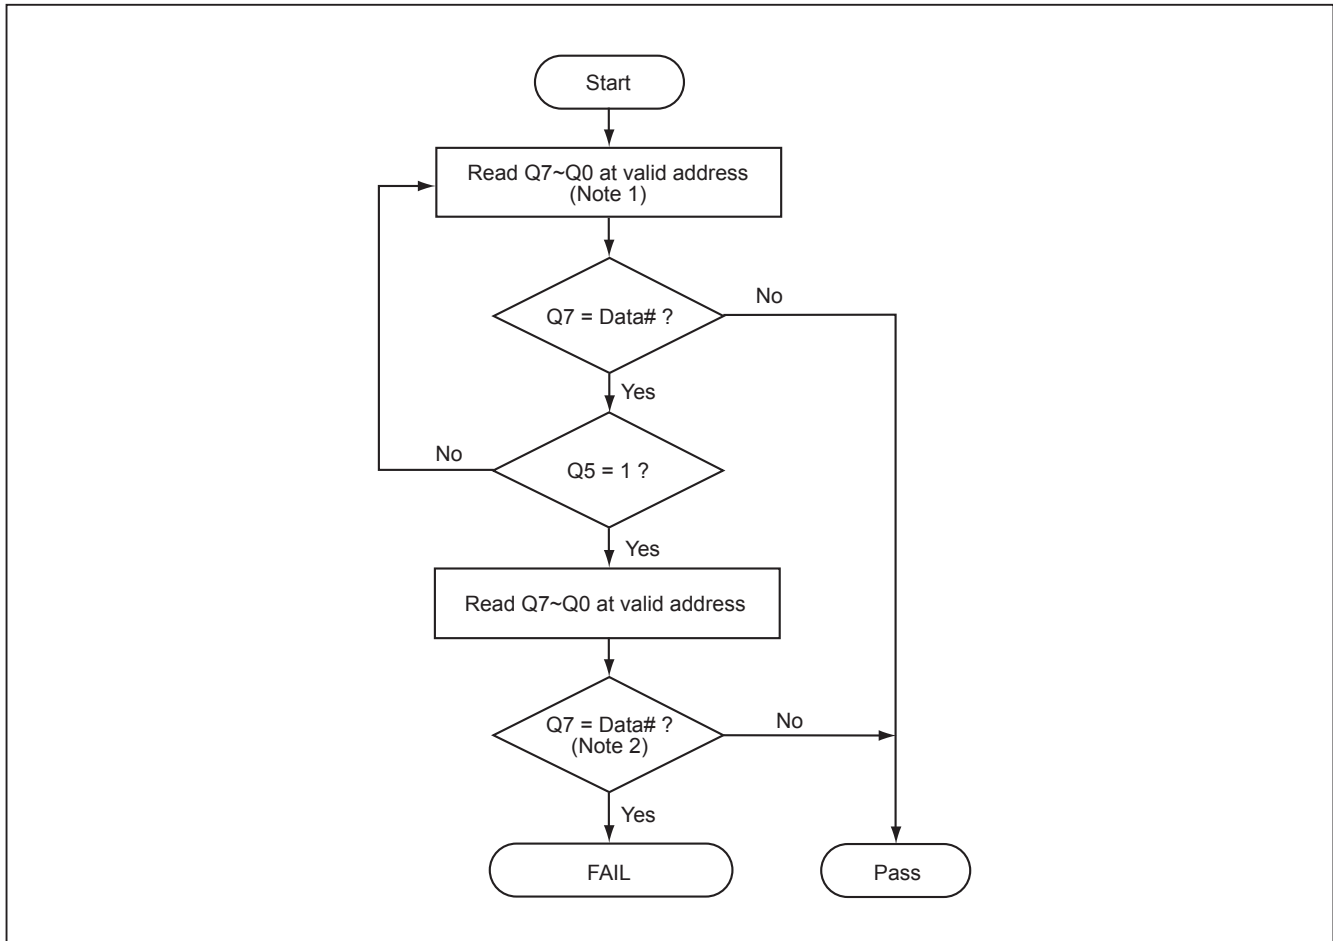 Start
Read Q7~Q0 at valid address
(Note 1)
Q7 = Data# ?
No
Yes
No
Q5 = 1 ?
Yes
Read Q7~Q0 at valid address
Q7 = Data# ?
(Note 2)
No
Yes
FAIL
Pass